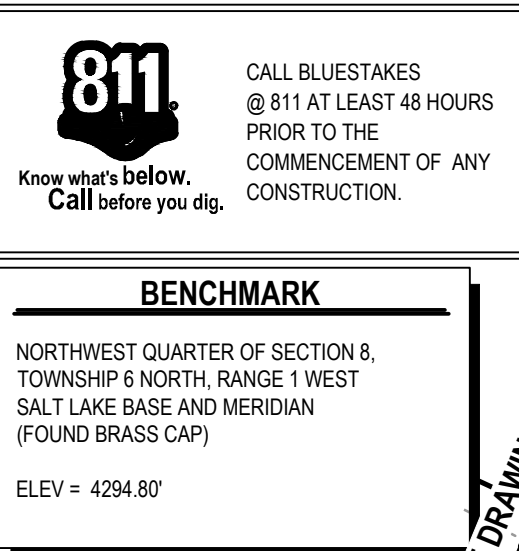 811
CALL BLUESTAKES
@ 811 AT LEAST 48 HOURS
PRIOR TO THE
COMMENCEMENT OF ANY
CONSTRUCTION.
Know what's below.
Call before you dig.
BENCHMARK
NORTHWEST QUARTER OF SECTION 8,
TOWNSHIP 6 NORTH, RANGE 1 WEST
SALT LAKE BASE AND MERIDIAN
(FOUND BRASS CAP)
ELEV = 4294.80'